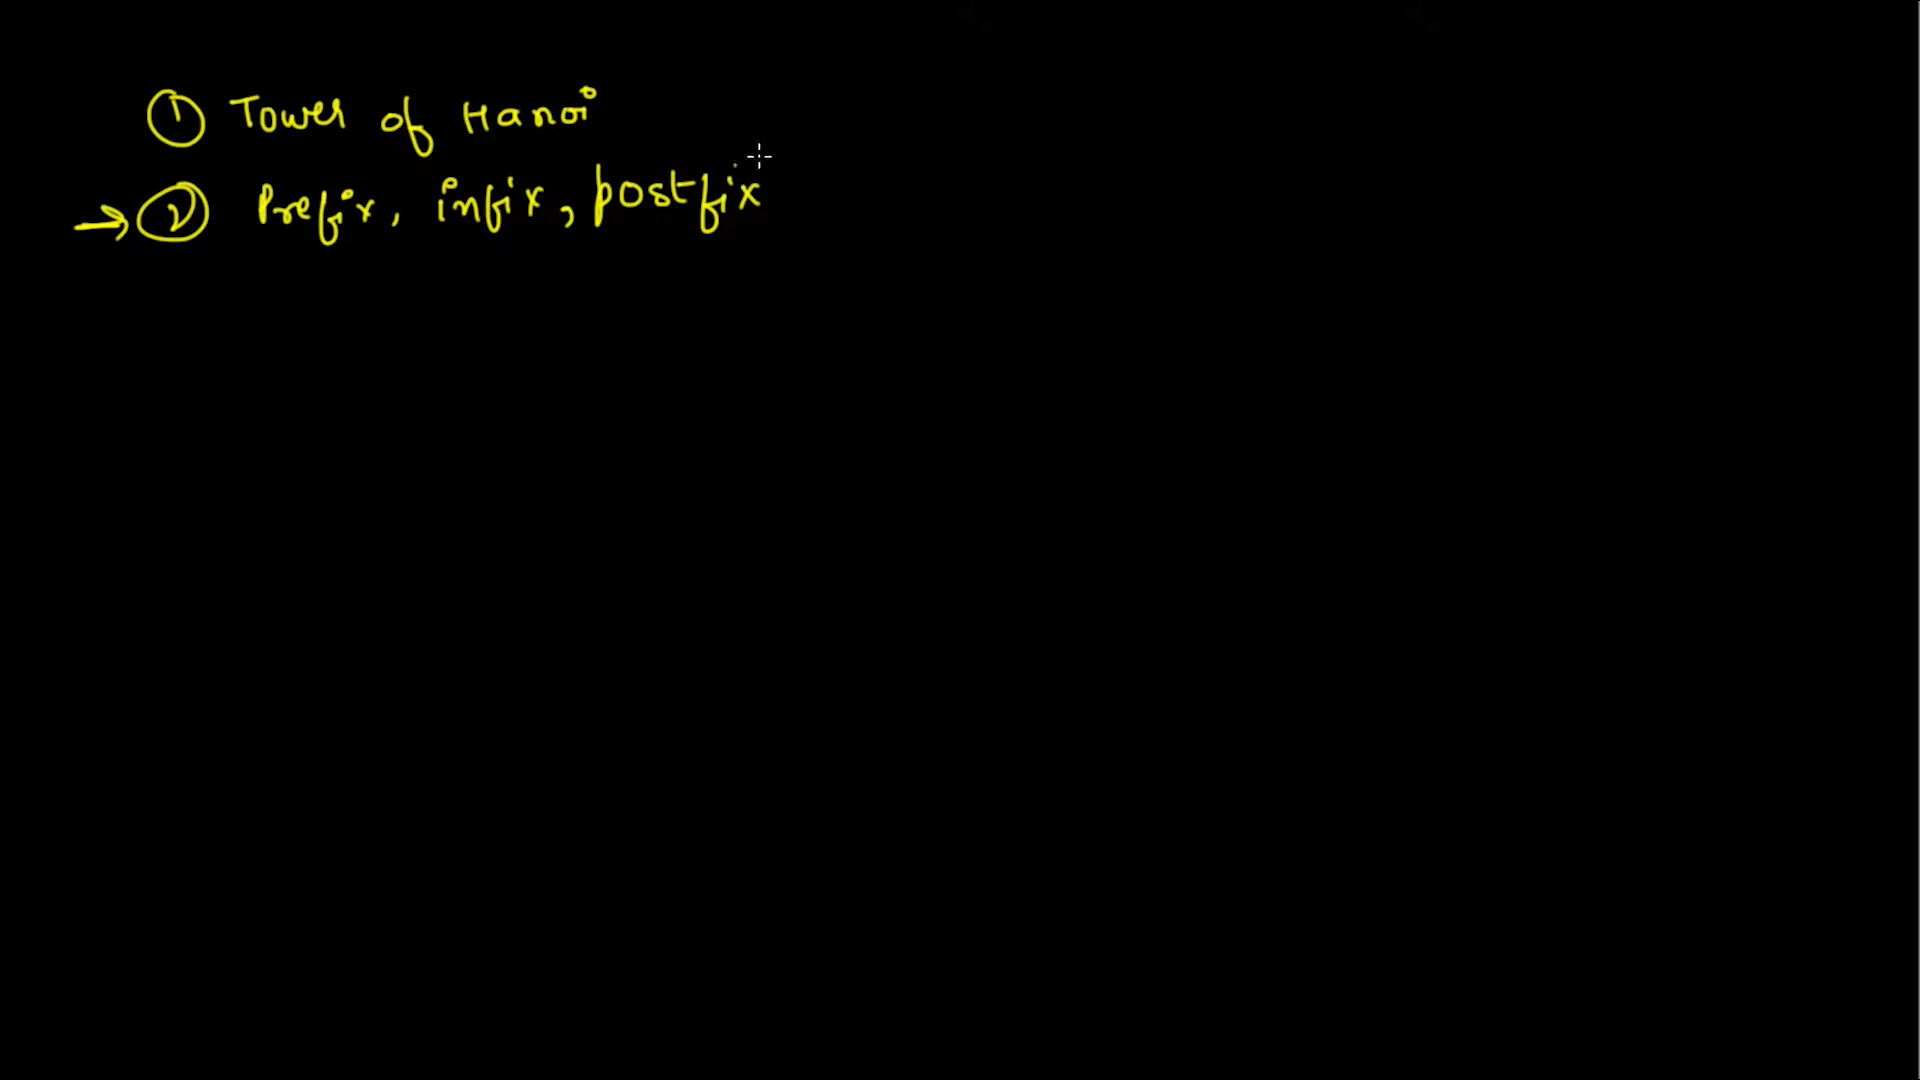 ① Tower of Hanoi
→ ② Prefix, infix, postfix